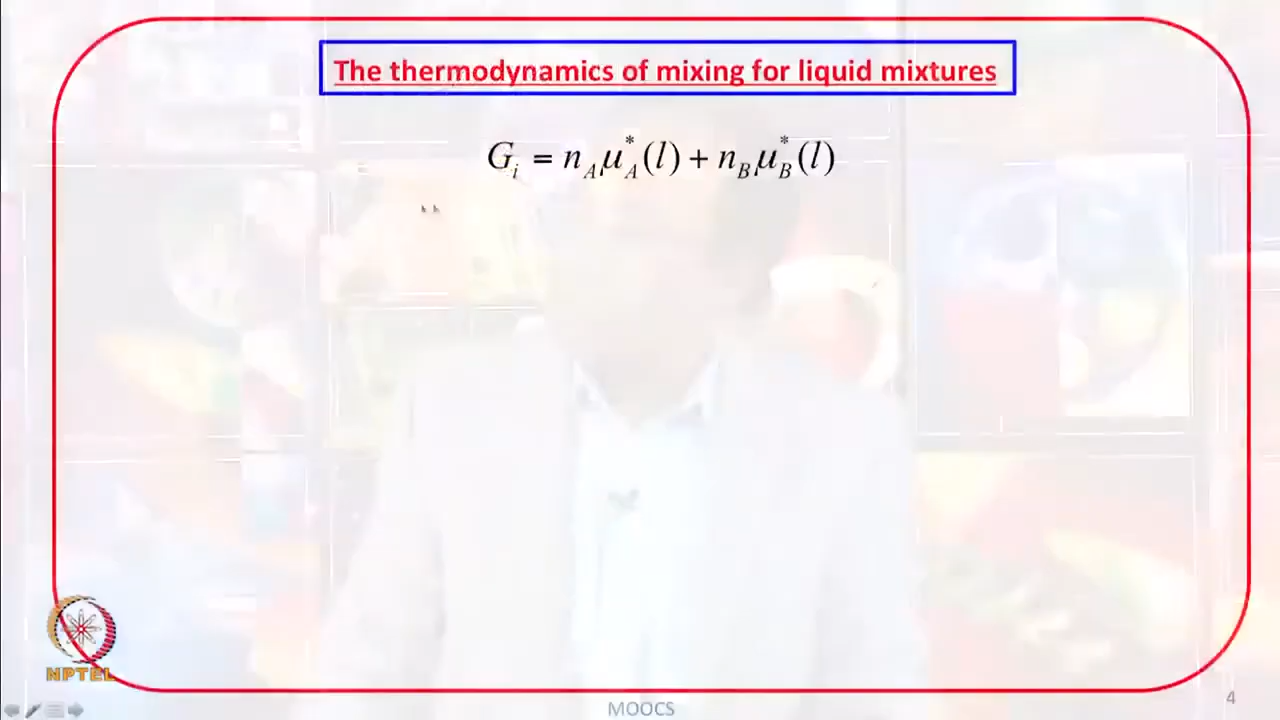 The thermodynamics of mixing for liquid mixtures
G_i = n_A μ_A^*(l) + n_B μ_B^*(l)
NPTEL
MOOCS
4